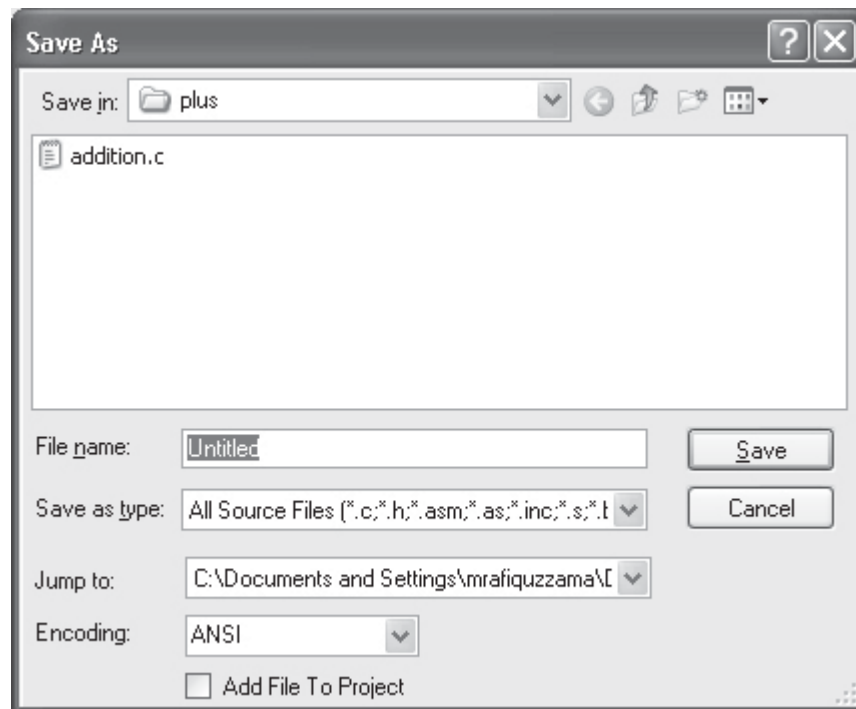 Save As
Save in: plus
addition.c
File name: Untitled
Save
Save as type: All Source Files (*.c;*.h;*.asm;*.as;*.inc;*.s;*.
Cancel
Jump to: C:\Documents and Settings\mrafiquzzama\
Encoding: ANSI
Add File To Project